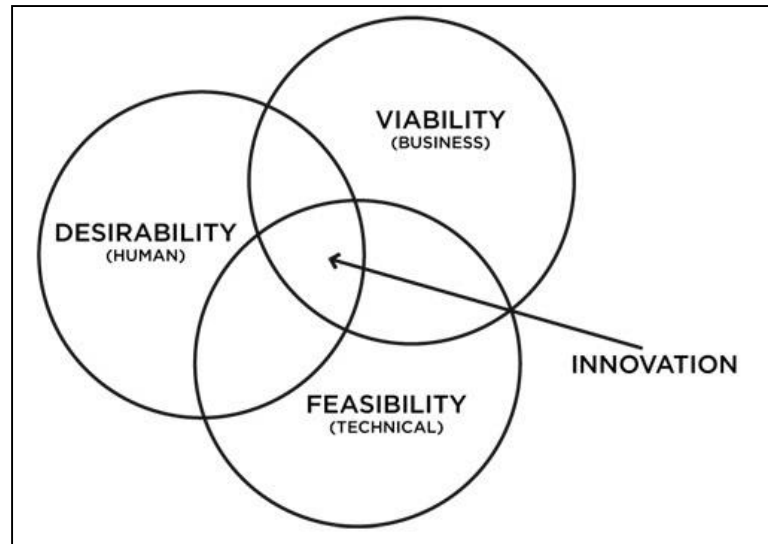 VIABILITY
(BUSINESS)
DESIRABILITY
(HUMAN)
INNOVATION
FEASIBILITY
(TECHNICAL)